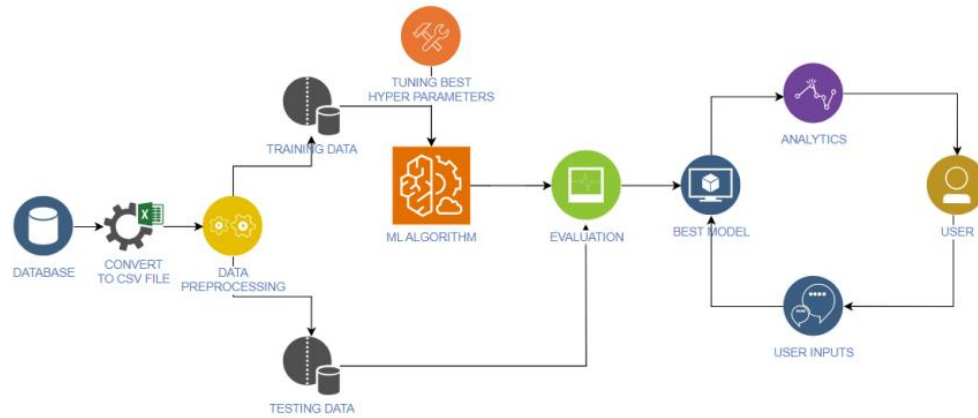 TUNING BEST
HYPER PARAMETERS
TRAINING DATA
ANALYTICS
ML ALGORITHM
EVALUATION
BEST MODEL
USER
DATABASE
CONVERT
TO CSV FILE
DATA
PREPROCESSING
USER INPUTS
TESTING DATA